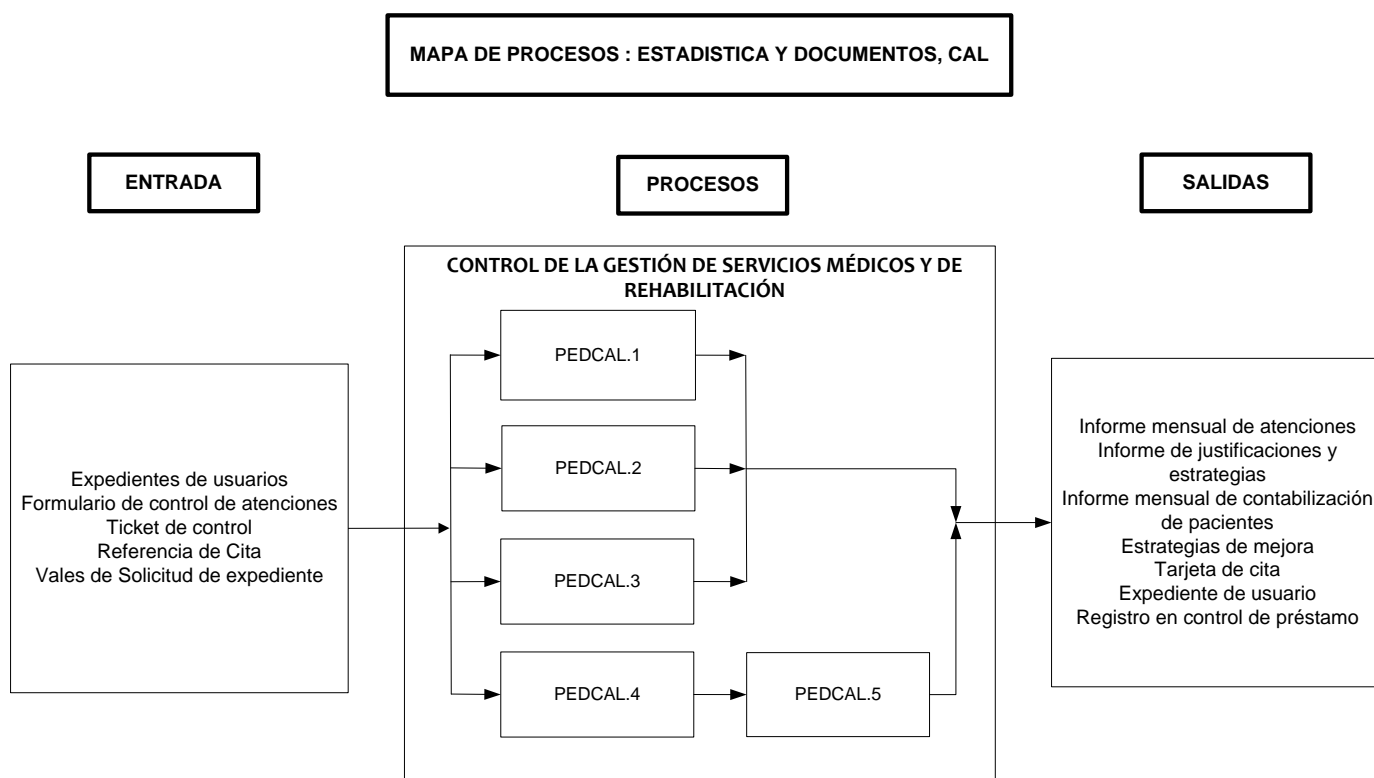 MAPA DE PROCESOS : ESTADISTICA Y DOCUMENTOS, CAL
ENTRADA
PROCESOS
SALIDAS
CONTROL DE LA GESTIÓN DE SERVICIOS MÉDICOS Y DE
REHABILITACIÓN
Expedientes de usuarios
Formulario de control de atenciones
Ticket de control
Referencia de Cita
Vales de Solicitud de expediente
PEDCAL.1
PEDCAL.2
PEDCAL.3
PEDCAL.4
PEDCAL.5
Informe mensual de atenciones
Informe de justificaciones y
estrategias
Informe mensual de contabilización
de pacientes
Estrategias de mejora
Tarjeta de cita
Expediente de usuario
Registro en control de préstamo